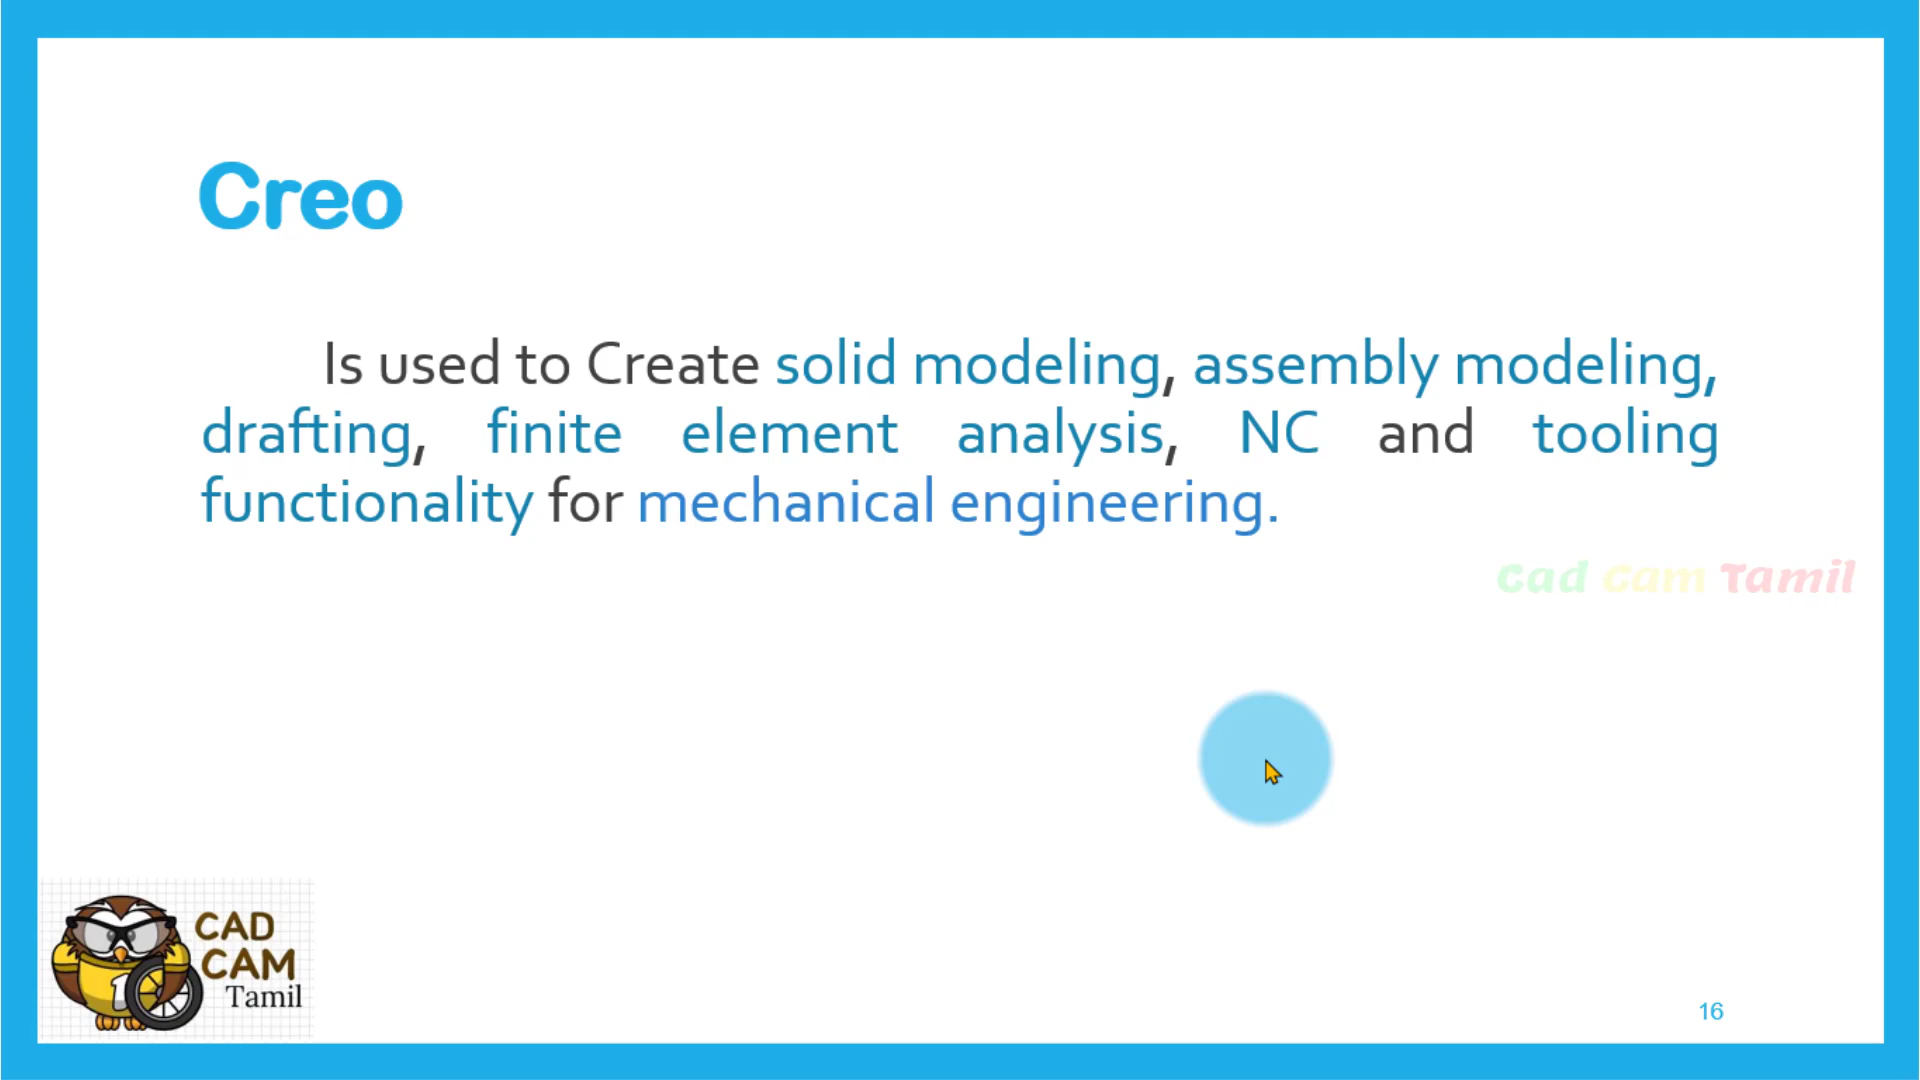 Creo
Is used to Create solid modeling, assembly modeling,
drafting, finite element analysis, NC and tooling
functionality for mechanical engineering.
Cad Cam Tamil
CAD
CAM
Tamil
16